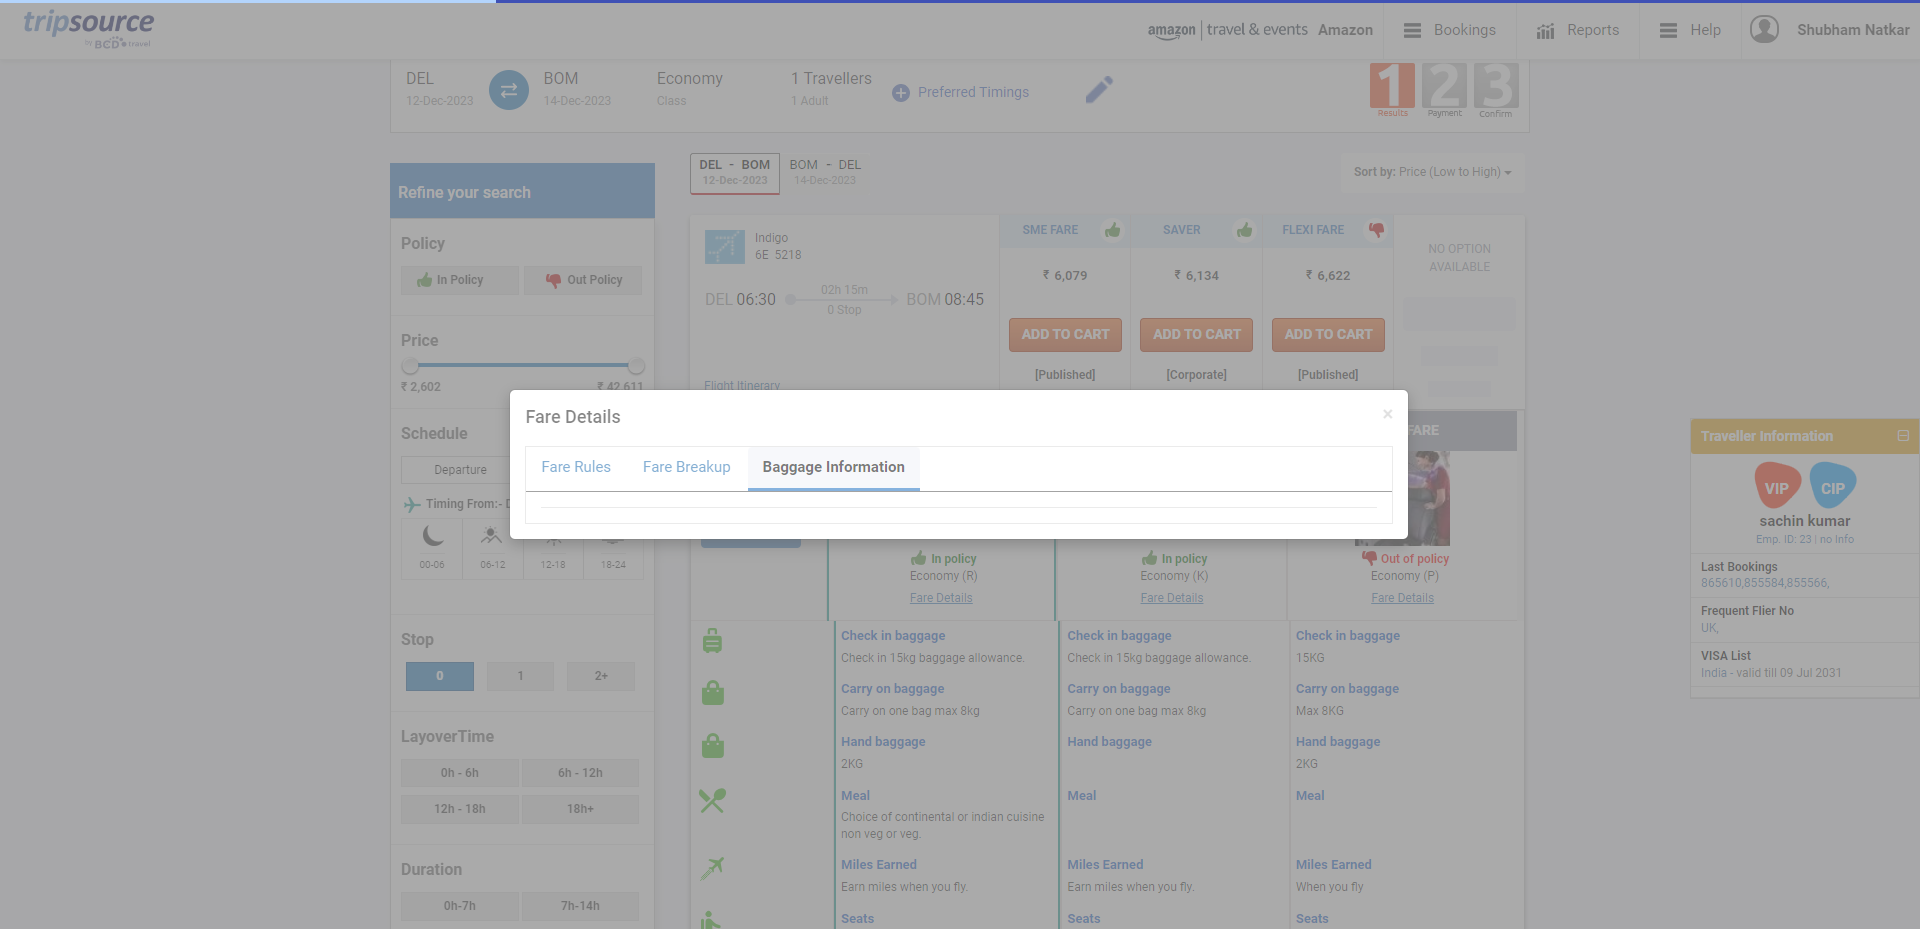 tripsource
by BCD travel
amazon | travel & events Amazon
Bookings
Reports
Help
Shubham Natkar
DEL
12-Dec-2023
BOM
14-Dec-2023
Economy
Class
1 Travellers
1 Adult
Preferred Timings
1 2 3
Results Payment Confirm
Refine your search
Policy
In Policy
Out Policy
Price
₹ 2,602
₹ 42,611
Schedule
Departure
Timing From:- D
00-06 06-12 12-18 18-24
Stop
0 1 2+
LayoverTime
0h - 6h 6h - 12h
12h - 18h 18h+
Duration
0h-7h 7h-14h
DEL - BOM
12-Dec-2023
BOM - DEL
14-Dec-2023
Sort by: Price (Low to High)
Indigo
6E 5218
DEL 06:30
02h 15m
0 Stop
BOM 08:45
Flight Itinerary
SME FARE
₹ 6,079
ADD TO CART
[Published]
SAVER
₹ 6,134
ADD TO CART
[Corporate]
FLEXI FARE
₹ 6,622
ADD TO CART
[Published]
NO OPTION
AVAILABLE
FARE
Fare Details
×
Fare Rules
Fare Breakup
Baggage Information
In policy
Economy (R)
Fare Details
In policy
Economy (K)
Fare Details
Out of policy
Economy (P)
Fare Details
Check in baggage
Check in 15kg baggage allowance.
Check in baggage
Check in 15kg baggage allowance.
Check in baggage
15KG
Carry on baggage
Carry on one bag max 8kg
Carry on baggage
Carry on one bag max 8kg
Carry on baggage
Max 8KG
Hand baggage
2KG
Hand baggage
Hand baggage
2KG
Meal
Choice of continental or indian cuisine
non veg or veg.
Meal
Meal
Miles Earned
Earn miles when you fly.
Miles Earned
Earn miles when you fly.
Miles Earned
When you fly
Seats
Seats
Seats
Traveller Information
VIP
CIP
sachin kumar
Emp. ID: 23 | no Info
Last Bookings
865610,855584,855566,
Frequent Flier No
UK,
VISA List
India - valid till 09 Jul 2031